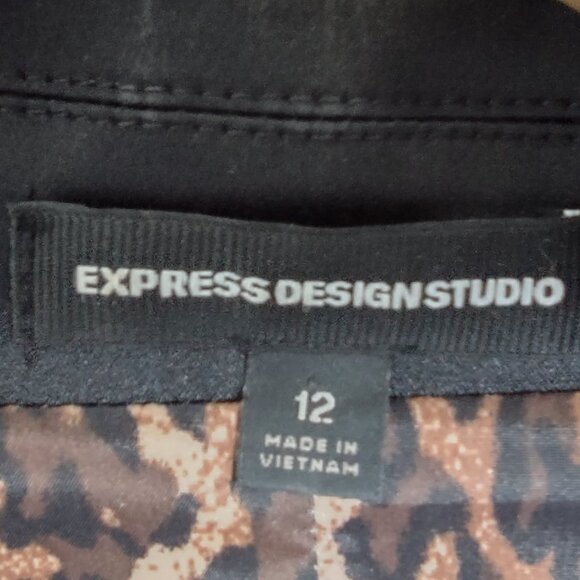 EXPRESS DESIGN STUDIO
12
MADE IN
VIETNAM